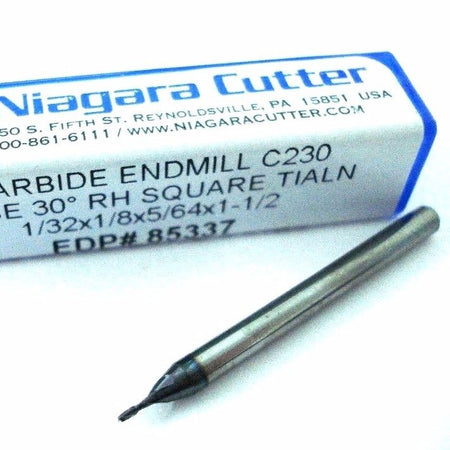 Niagara Cutter
50 S. FIFTH ST. REYNOLDSVILLE, PA 15851 USA
00-861-6111 / WWW.NIAGARACUTTER.COM
ARBIDE ENDMILL C230
SE 30° RH SQUARE TIALN
1/32x1/8x5/64x1-1/2
EDP# 85337